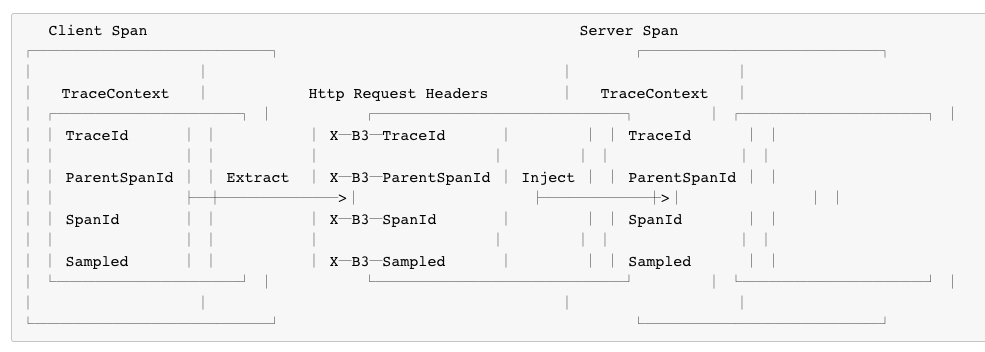 Client Span Server Span
TraceContext Http Request Headers TraceContext
TraceId X─B3─TraceId TraceId
ParentSpanId Extract X─B3─ParentSpanId Inject ParentSpanId
SpanId X─B3─SpanId SpanId
Sampled X─B3─Sampled Sampled